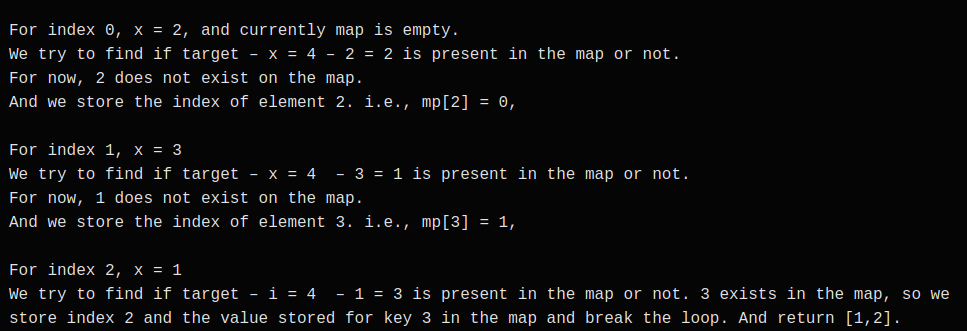 For index 0, x = 2, and currently map is empty.
We try to find if target – x = 4 – 2 = 2 is present in the map or not.
For now, 2 does not exist on the map.
And we store the index of element 2. i.e., mp[2] = 0,
For index 1, x = 3
We try to find if target – x = 4  – 3 = 1 is present in the map or not.
For now, 1 does not exist on the map.
And we store the index of element 3. i.e., mp[3] = 1,
For index 2, x = 1
We try to find if target – i = 4  – 1 = 3 is present in the map or not. 3 exists in the map, so we
store index 2 and the value stored for key 3 in the map and break the loop. And return [1,2].